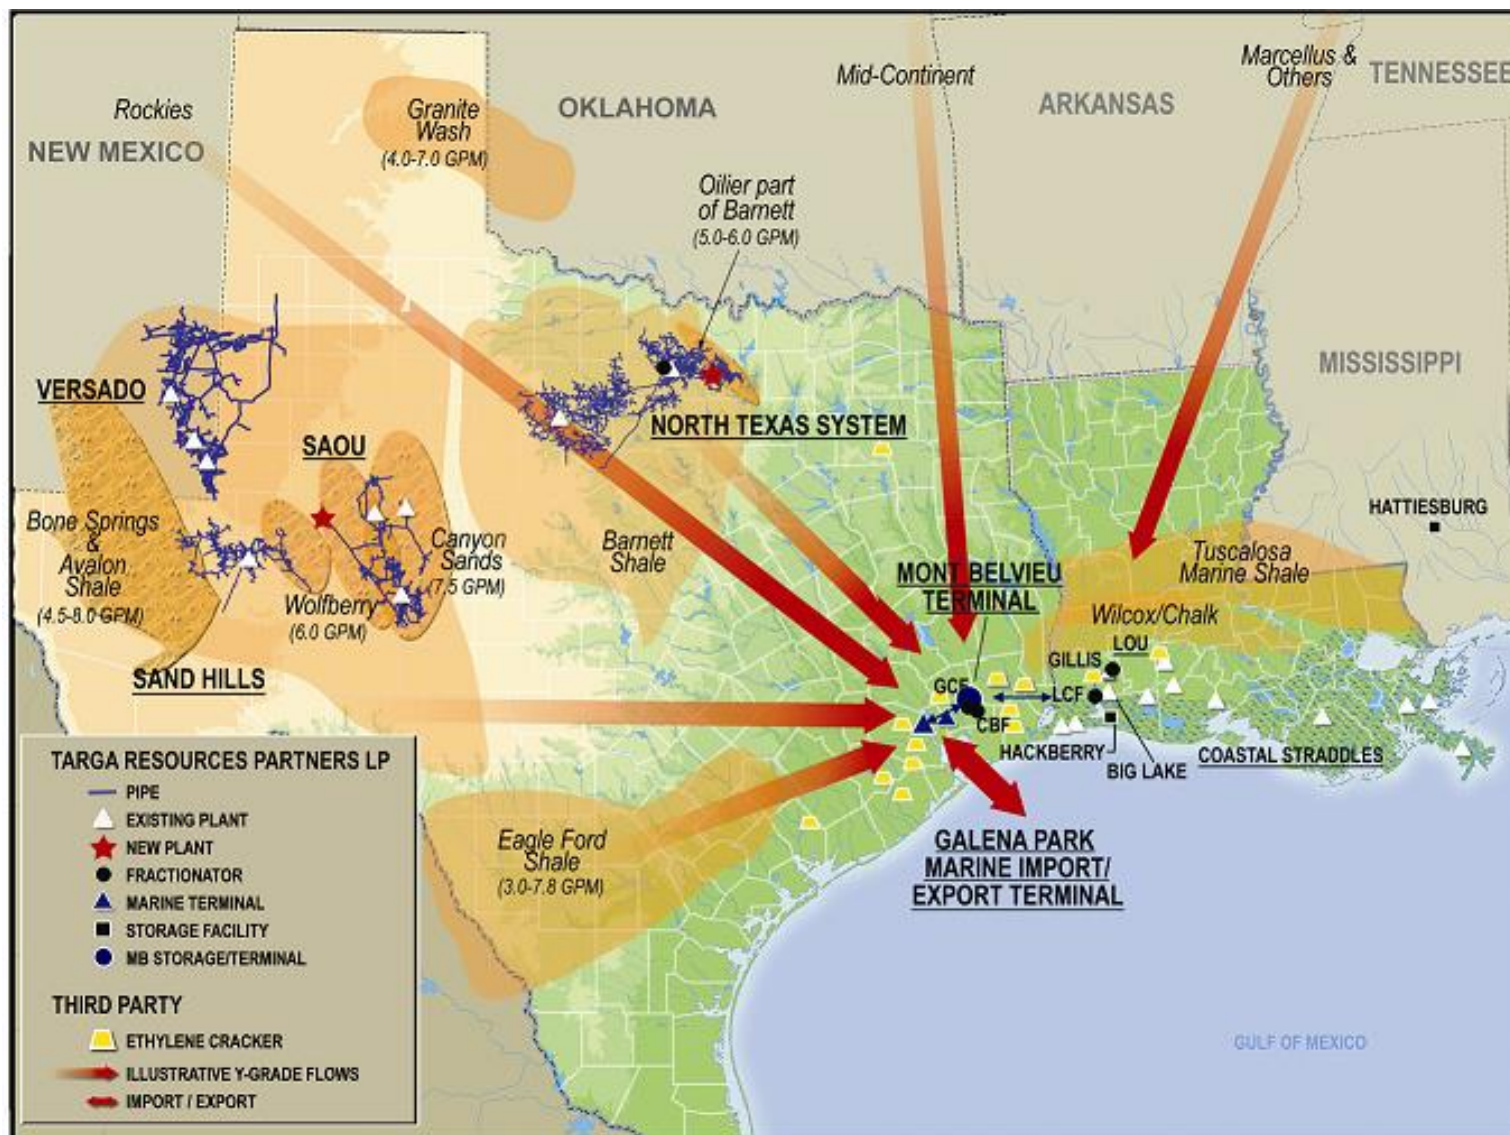 Rockies
NEW MEXICO
Granite
Wash
(4.0-7.0 GPM)
OKLAHOMA
Mid-Continent
ARKANSAS
Marcellus &
Others
TENNESSEE
Oilier part
of Barnett
(5.0-6.0 GPM)
MISSISSIPPI
VERSADO
SAOU
NORTH TEXAS SYSTEM
HATTIESBURG
Bone Springs
&
Avalon
Shale
(4.5-8.0 GPM)
Canyon
Sands
(7.5 GPM)
Barnett
Shale
Wolfberry
(6.0 GPM)
Tuscalosa
Marine Shale
MONT BELVIEU
TERMINAL
Wilcox/Chalk
SAND HILLS
LOU
GILLIS
GCF
LCF
CBF
HACKBERRY
BIG LAKE
COASTAL STRADDLES
Eagle Ford
Shale
(3.0-7.8 GPM)
GALENA PARK
MARINE IMPORT/
EXPORT TERMINAL
GULF OF MEXICO
TARGA RESOURCES PARTNERS LP
PIPE
EXISTING PLANT
NEW PLANT
FRACTIONATOR
MARINE TERMINAL
STORAGE FACILITY
MB STORAGE/TERMINAL
THIRD PARTY
ETHYLENE CRACKER
ILLUSTRATIVE Y-GRADE FLOWS
IMPORT / EXPORT